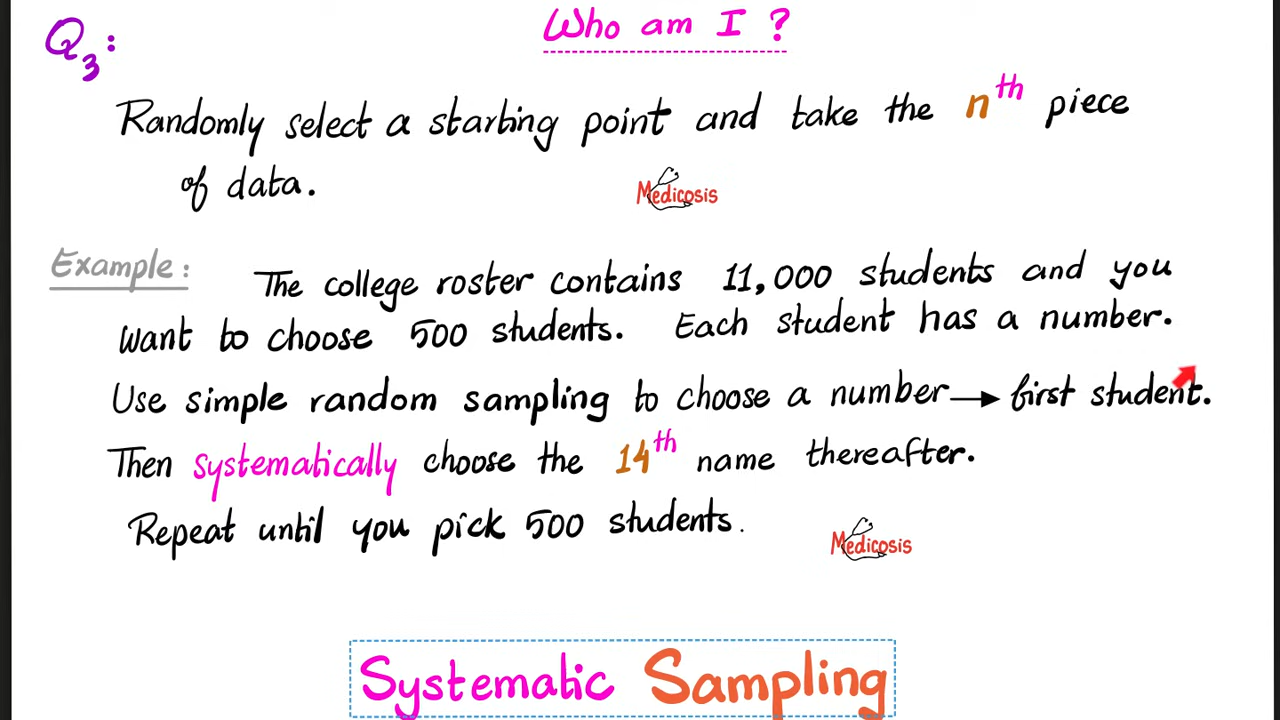 Q3:
Who am I ?
Randomly select a starting point and take the nth piece
of data.
Medicosis
Example: The college roster contains 11,000 students and you
want to choose 500 students. Each student has a number.
Use simple random sampling to choose a number → first student.
Then systematically choose the 14th name thereafter.
Repeat until you pick 500 students.
Medicosis
Systematic Sampling